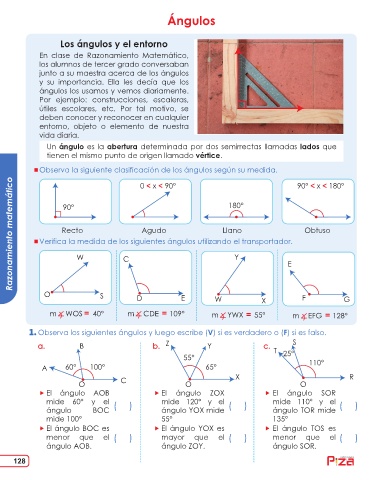 Ángulos
Los ángulos y el entorno
En clase de Razonamiento Matemático,
los alumnos de tercer grado conversaban
junto a su maestra acerca de los ángulos
y su importancia. Ella les decía que los
ángulos los usamos y vemos diariamente.
Por ejemplo: construcciones, escaleras,
útiles escolares, etc. Por tal motivo, se
deben conocer y reconocer en cualquier
entorno, objeto o elemento de nuestra
vida diaria.
Un ángulo es la abertura determinada por dos semirrectas llamadas lados que
tienen el mismo punto de origen llamado vértice.
Observa la siguiente clasificación de los ángulos según su medida.
90°
0 < x < 90°
180°
90° < x < 180°
Recto Agudo Llano Obtuso
Verifica la medida de los siguientes ángulos utilizando el transportador.
W
O S
C
D E
Y
W X
E
F G
m∡WOS = 40° m∡CDE = 109° m∡YWX = 55° m∡EFG = 128°
1. Observa los siguientes ángulos y luego escribe (V) si es verdadero o (F) si es falso.
a. B
A 60° 100°
O C
b. Z Y
55°
65°
X
O
c. S
T 25°
110°
R
O
El ángulo AOB
mide 60° y el
ángulo BOC
mide 100° ( )
El ángulo BOC es
menor que el
ángulo AOB. ( )
El ángulo ZOX
mide 120° y el
ángulo YOX mide
55° ( )
El ángulo YOX es
mayor que el
ángulo ZOY. ( )
El ángulo SOR
mide 110° y el
ángulo TOR mide
135° ( )
El ángulo TOS es
menor que el
ángulo SOR. ( )
Razonamiento matemático
128